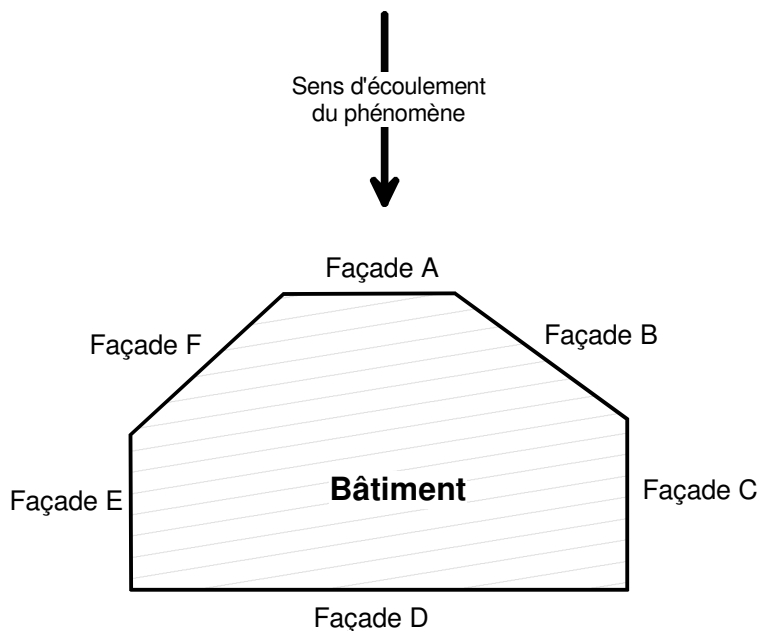 Sens d'écoulement
du phénomène
Façade A
Façade B
Façade F
Bâtiment
Façade C
Façade E
Façade D